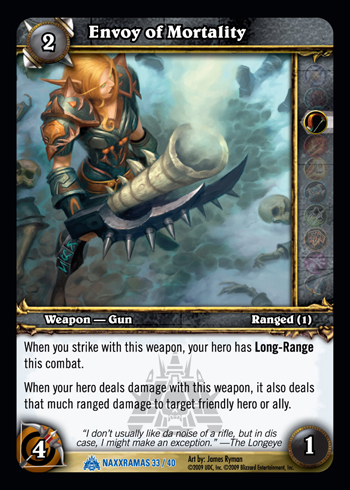 2
Envoy of Mortality
Weapon — Gun
Ranged (1)
When you strike with this weapon, your hero has Long-Range
this combat.
When your hero deals damage with this weapon, it also deals
that much ranged damage to target friendly hero or ally.
4
"I don't usually like da noise of a rifle, but in dis
case, I might make an exception." —The Longeye
1
NAXXRAMAS 33 / 40
Art by: James Ryman
©2009 UDC, Inc. ©2009 Blizzard Entertainment, Inc.